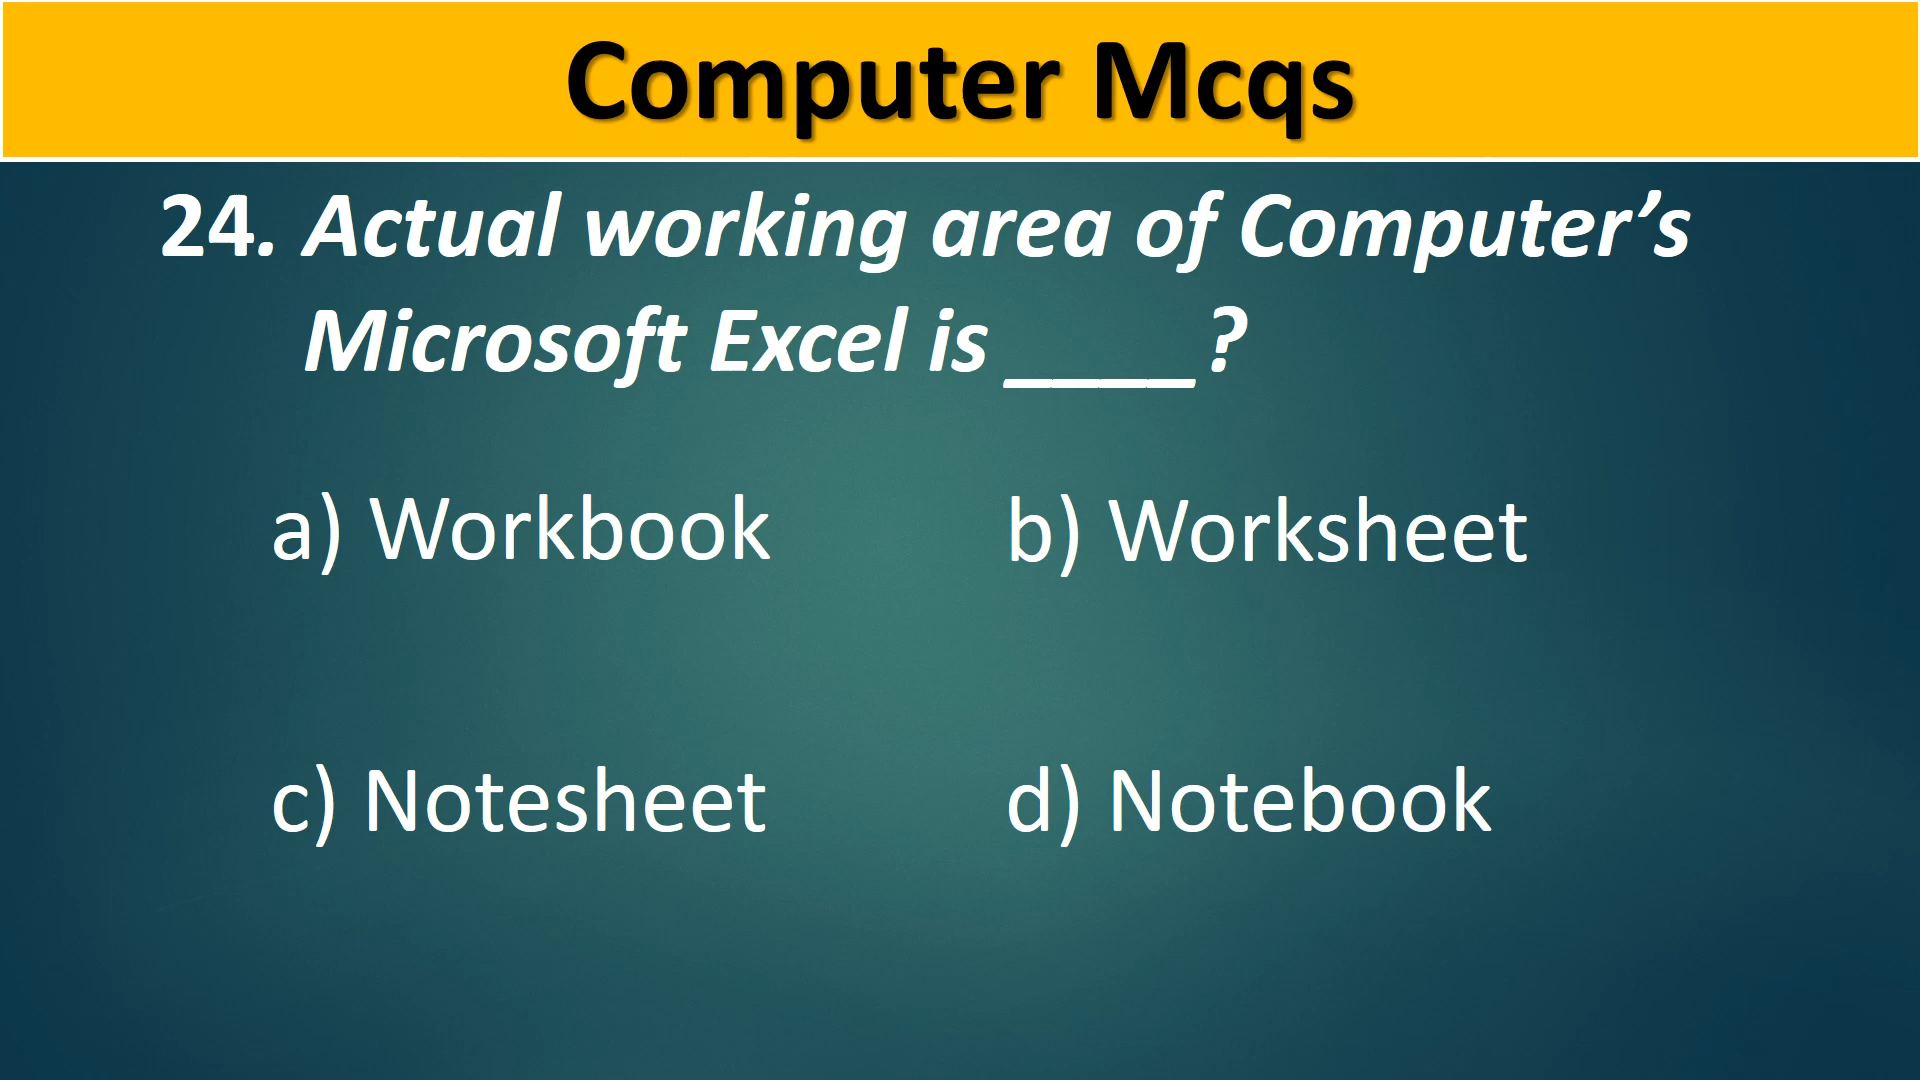 Computer Mcqs
24. Actual working area of Computer’s
Microsoft Excel is ____?
a) Workbook
b) Worksheet
c) Notesheet
d) Notebook